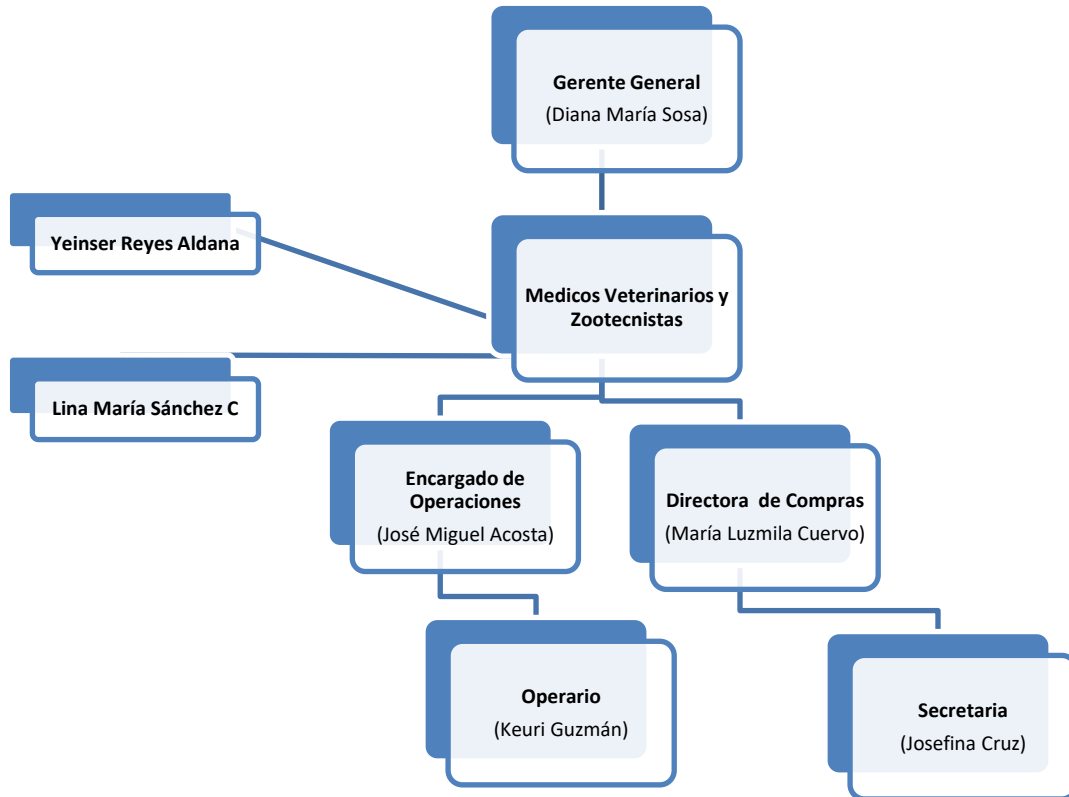 Gerente General
(Diana María Sosa)
Yeinser Reyes Aldana
Medicos Veterinarios y
Zootecnistas
Lina María Sánchez C
Encargado de
Operaciones
(José Miguel Acosta)
Directora  de Compras
(María Luzmila Cuervo)
Operario
(Keuri Guzmán)
Secretaria
(Josefina Cruz)